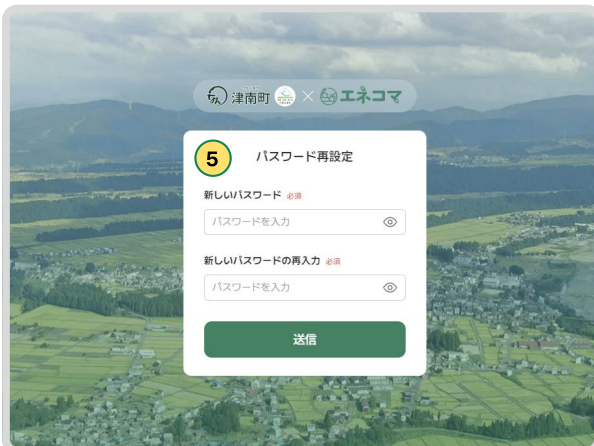 津南町 × エネコマ
5 パスワード再設定
新しいパスワード 必須
パスワードを入力
新しいパスワードの再入力 必須
パスワードを入力
送信